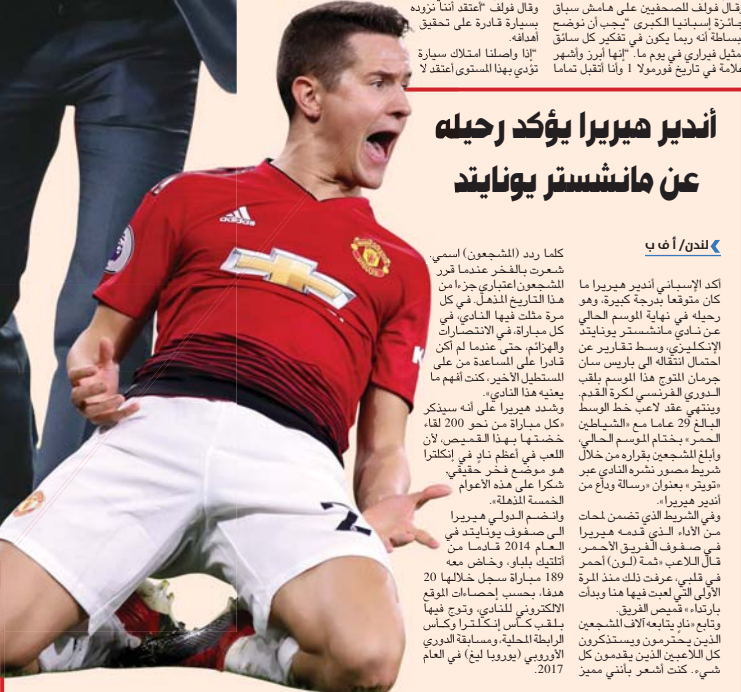 وقال فولف للصحفيين على هامش سباق
جائزة إسبانيا الكبرى "يجب أن نوضح
ببساطة أنه ربما يكون في تفكير كل سائق
تمثيل فيراري في يوم ما. "إنها أبرز وأشهر
علامة في تاريخ فورمولا 1 وأنا أتقبل تماما
وقال فولف "أعتقد أننا نزوده
بسيارة قادرة على تحقيق
أهدافه.
"إذا واصلنا امتلاك سيارة
تؤدي بهذا المستوى أعتقد لا
أندير هيريرا يؤكد رحيله
عن مانشستر يونايتد
لندن/ أ ف ب
أكد الإسباني أندير هيريرا ما
كان متوقعا بدرجة كبيرة، وهو
رحيله في نهاية الموسم الحالي
عن نادي مانشستر يونايتد
الإنكليزي، وسط تقارير عن
احتمال انتقاله الى باريس سان
جرمان المتوج هذا الموسم بلقب
الدوري الفرنسي لكرة القدم.
وينتهي عقد لاعب خط الوسط
البالغ 29 عاما مع «الشياطين
الحمر» بختام الموسم الحالي،
وأبلغ المشجعين بقراره من خلال
شريط مصور نشره النادي عبر
«تويتر» بعنوان «رسالة وداع من
أندير هيريرا».
وفي الشريط الذي تضمن لمحات
من الأداء الذي قدمه هيريرا
في صفوف الفريق الأحمر،
قال اللاعب «ثمة (لون) أحمر
في قلبي، عرفت ذلك منذ المرة
الأولى التي لعبت فيها هنا وبدأت
بارتداء» قميص الفريق.
وتابع «نادٍ يتابعه آلاف المشجعين
الذين يحترمون ويستذكرون
كل اللاعبين الذين يقدمون كل
شيء. كنت أشعر بأنني مميز
كلما ردد (المشجعون) اسمي.
شعرت بالفخر عندما قرر
المشجعون اعتباري جزءا من
هذا التاريخ المذهل. في كل
مرة مثلت فيها النادي، في
كل مباراة، في الانتصارات
والهزائم، حتى عندما لم أكن
قادرا على المساعدة من على
المستطيل الأخير، كنت أفهم ما
يعنيه هذا النادي».
وشدد هيريرا على أنه سيذكر
«كل مباراة من نحو 200 لقاء
خضتها بهذا القميص، لأن
اللعب في أعظم نادٍ في إنكلترا
هو موضع فخر حقيقي،
شكرا على هذه الأعوام
الخمسة المذهلة».
وانضم الدولي هيريرا
الى صفوف يونايتد في
العام 2014 قادما من
أتلتيك بلباو، وخاض معه
189 مباراة سجل خلالها 20
هدفا، بحسب إحصاءات الموقع
الالكتروني للنادي، وتوج فيها
بلقب كأس إنكلترا وكأس
الرابطة المحلية، ومسابقة الدوري
الأوروبي (يوروبا ليغ) في العام
2017.
adidas